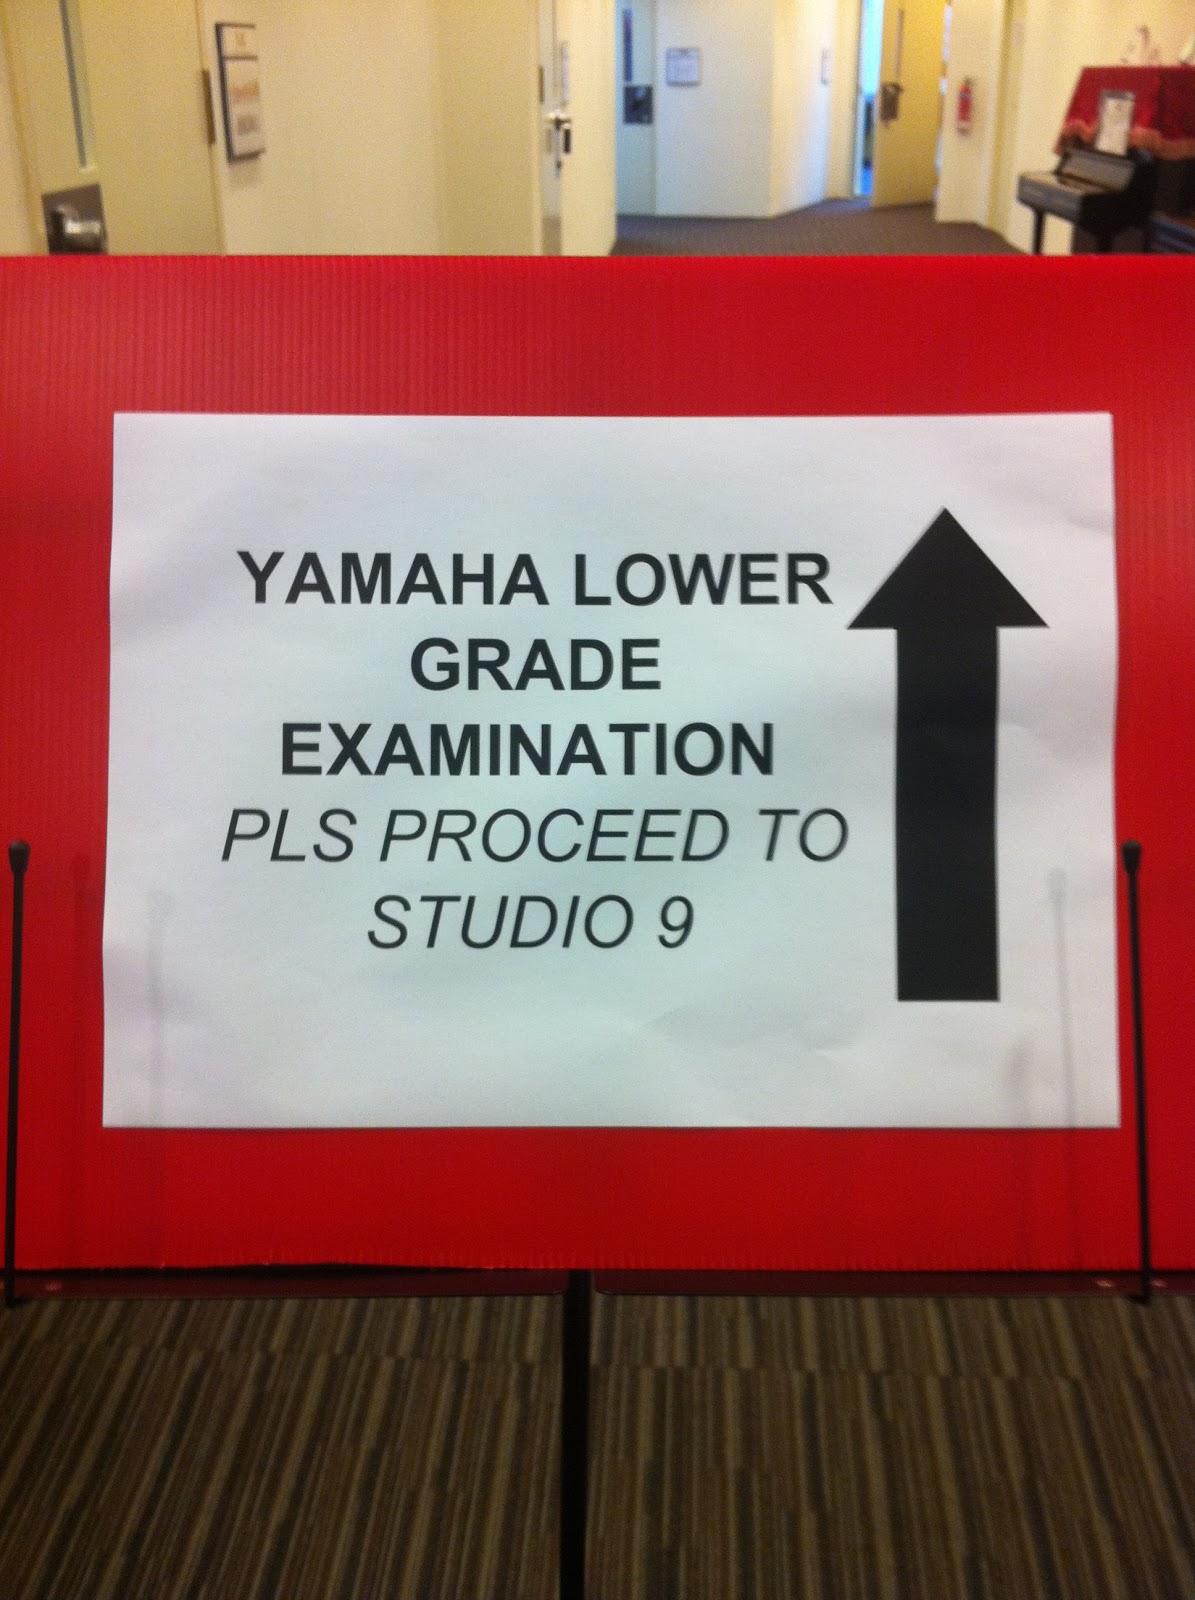 YAMAHA LOWER
GRADE
EXAMINATION
PLS PROCEED TO
STUDIO 9